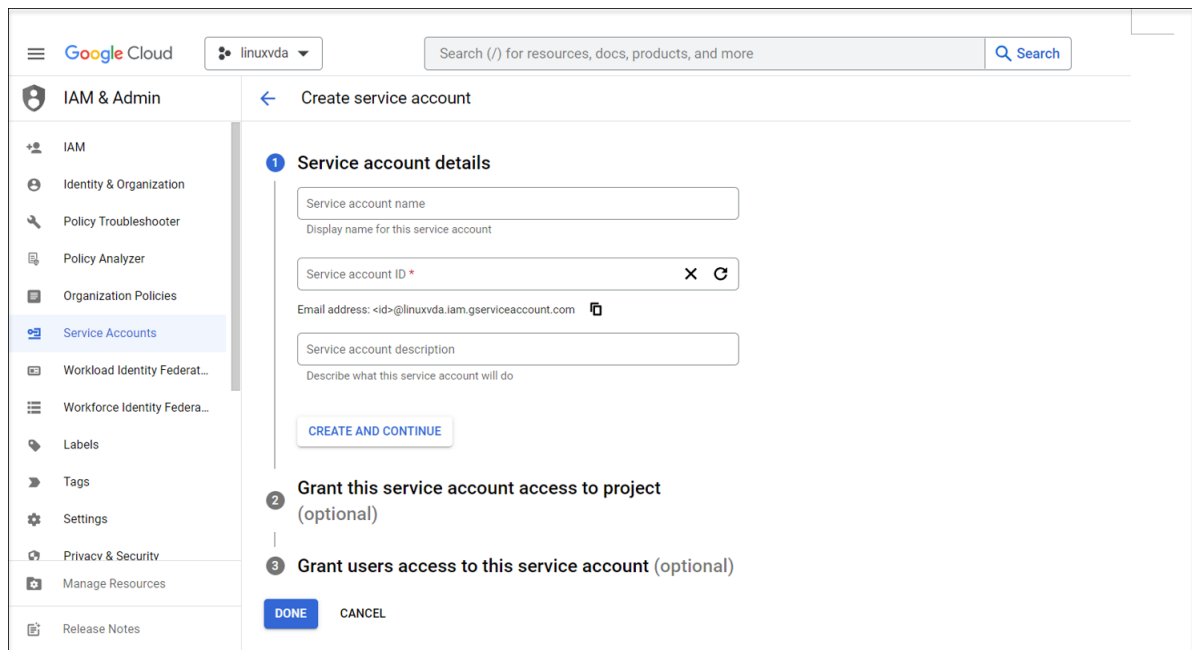 Google Cloud
linuxvda
Search (/) for resources, docs, products, and more
Search
IAM & Admin
Create service account
IAM
Identity & Organization
Policy Troubleshooter
Policy Analyzer
Organization Policies
Service Accounts
Workload Identity Federat...
Workforce Identity Federa...
Labels
Tags
Settings
Privacy & Security
Manage Resources
Release Notes
1 Service account details
Service account name
Display name for this service account
Service account ID *
Email address: <id>@linuxvda.iam.gserviceaccount.com
Service account description
Describe what this service account will do
CREATE AND CONTINUE
2 Grant this service account access to project
(optional)
3 Grant users access to this service account (optional)
DONE CANCEL